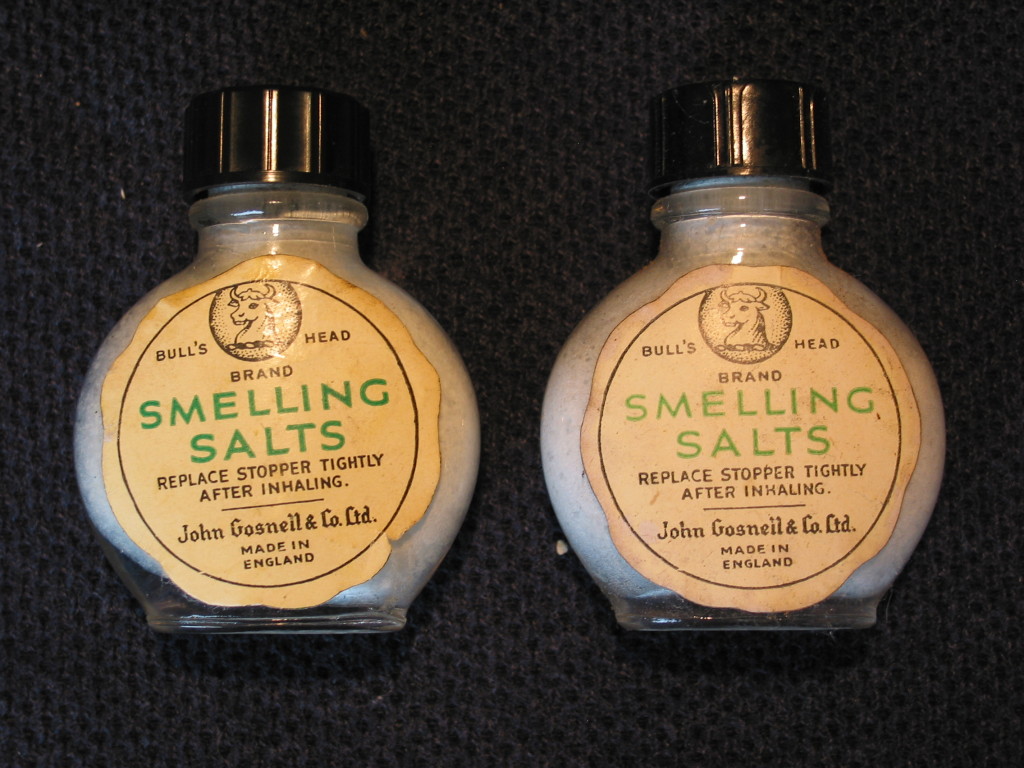 BULL'S HEAD
BRAND
SMELLING
SALTS
REPLACE STOPPER TIGHTLY
AFTER INHALING.
John Gosnell & Co. Ltd.
MADE IN
ENGLAND
BULL'S HEAD
BRAND
SMELLING
SALTS
REPLACE STOPPER TIGHTLY
AFTER INHALING.
John Gosnell & Co. Ltd.
MADE IN
ENGLAND